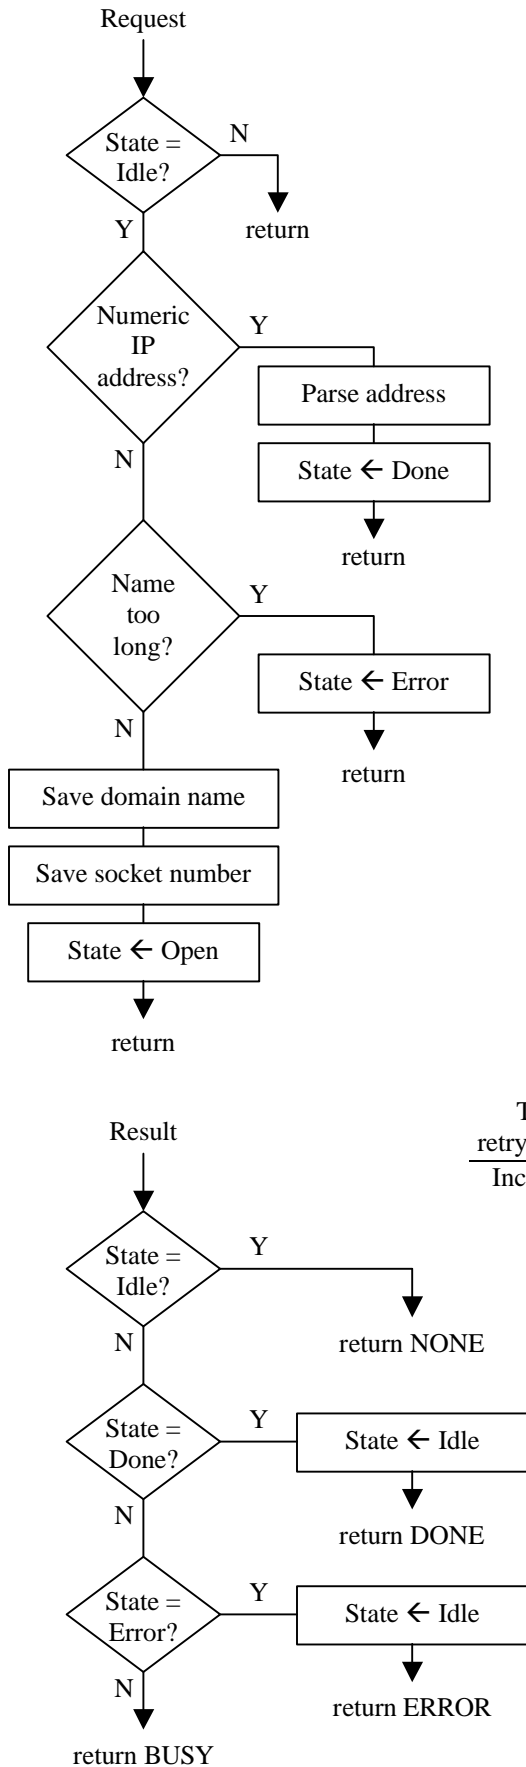 Request
State =
Idle?
N
return
Y
Numeric
IP
address?
Y
Parse address
State ← Done
return
N
Name
too
long?
Y
State ← Error
return
N
Save domain name
Save socket number
State ← Open
return
T
retry
Inc
Result
State =
Idle?
Y
return NONE
N
State =
Done?
Y
State ← Idle
return DONE
N
State =
Error?
Y
State ← Idle
return ERROR
N
return BUSY